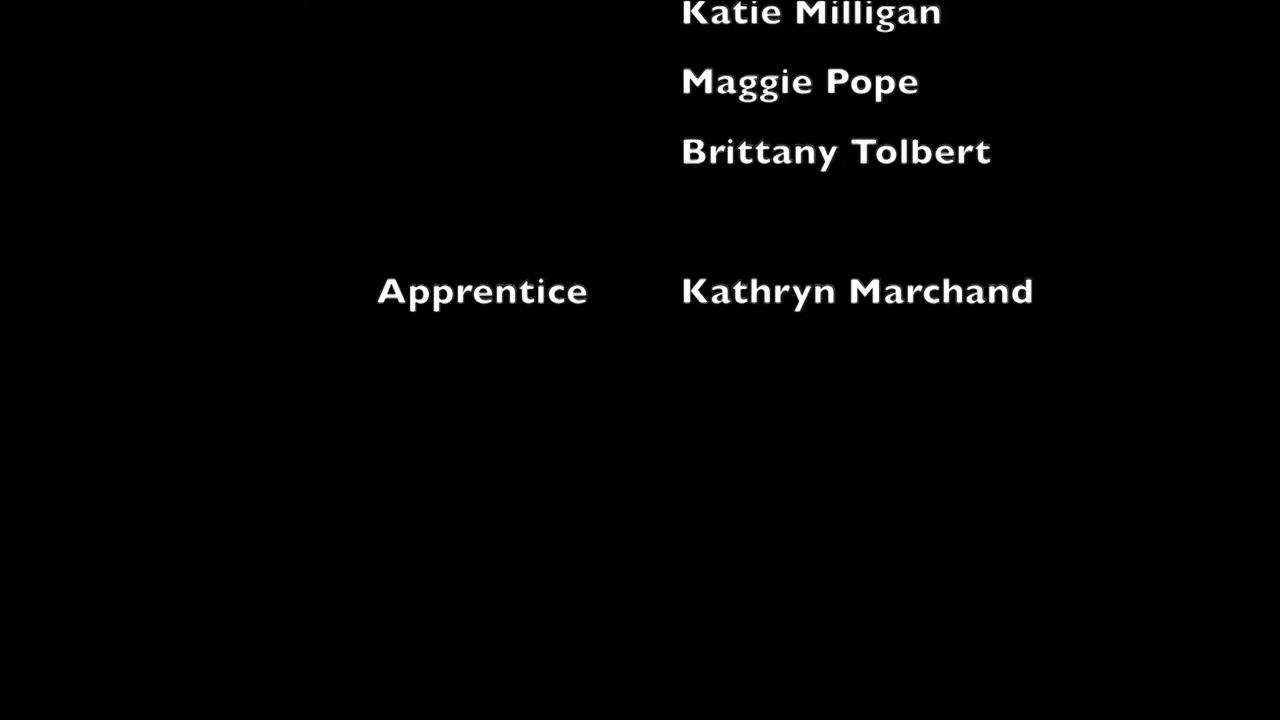 Katie Milligan
Maggie Pope
Brittany Tolbert
Apprentice Kathryn Marchand